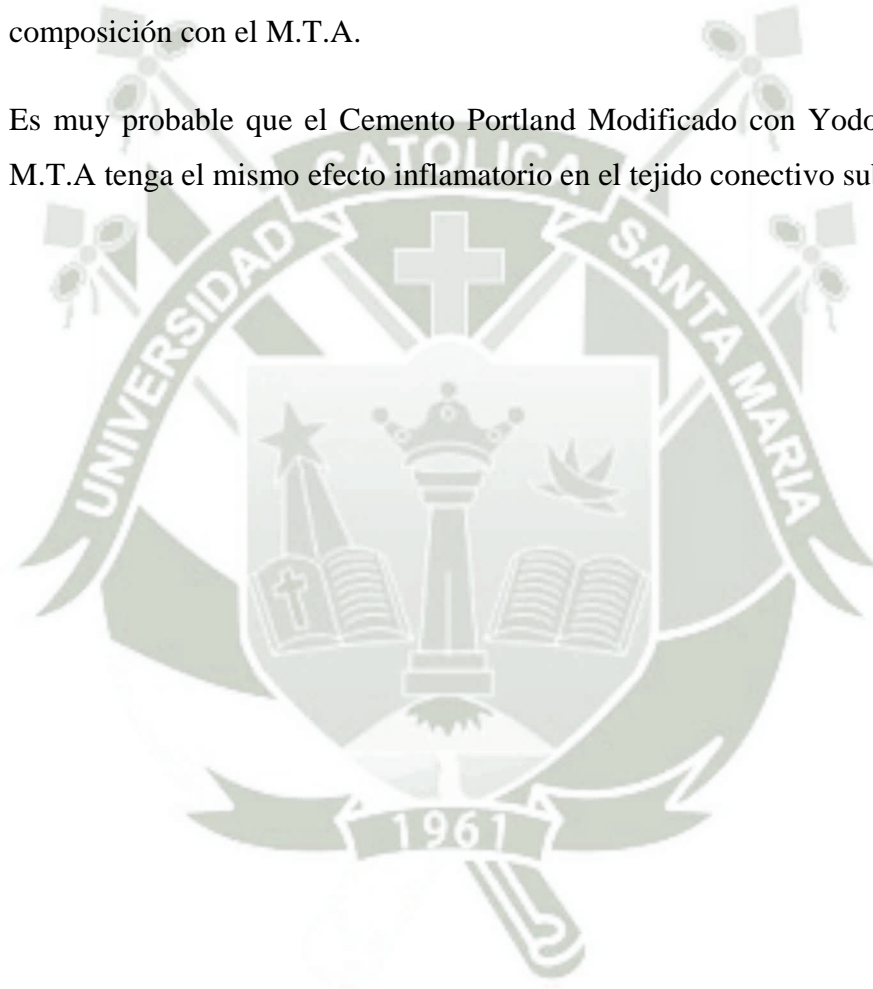 composición con el M.T.A.
Es muy probable que el Cemento Portland Modificado con Yodo
M.T.A tenga el mismo efecto inflamatorio en el tejido conectivo
UNIVERSIDAD CATOLICA SANTA MARIA
1961